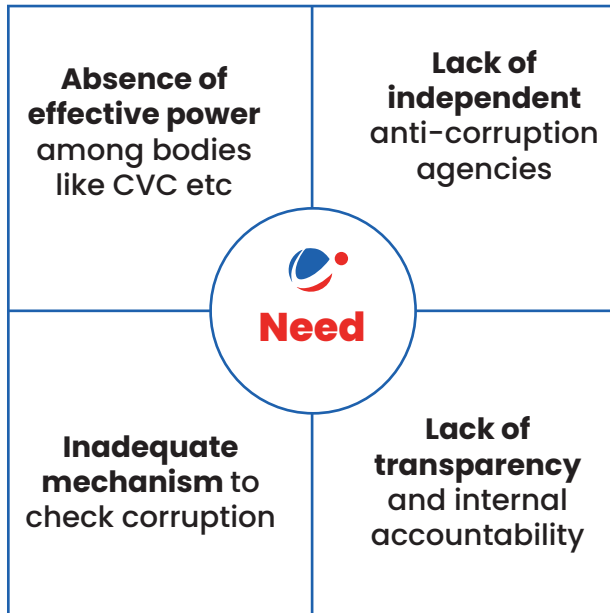 Absence of
effective power
among bodies
like CVC etc
Lack of
independent
anti-corruption
agencies
Need
Inadequate
mechanism to
check corruption
Lack of
transparency
and internal
accountability